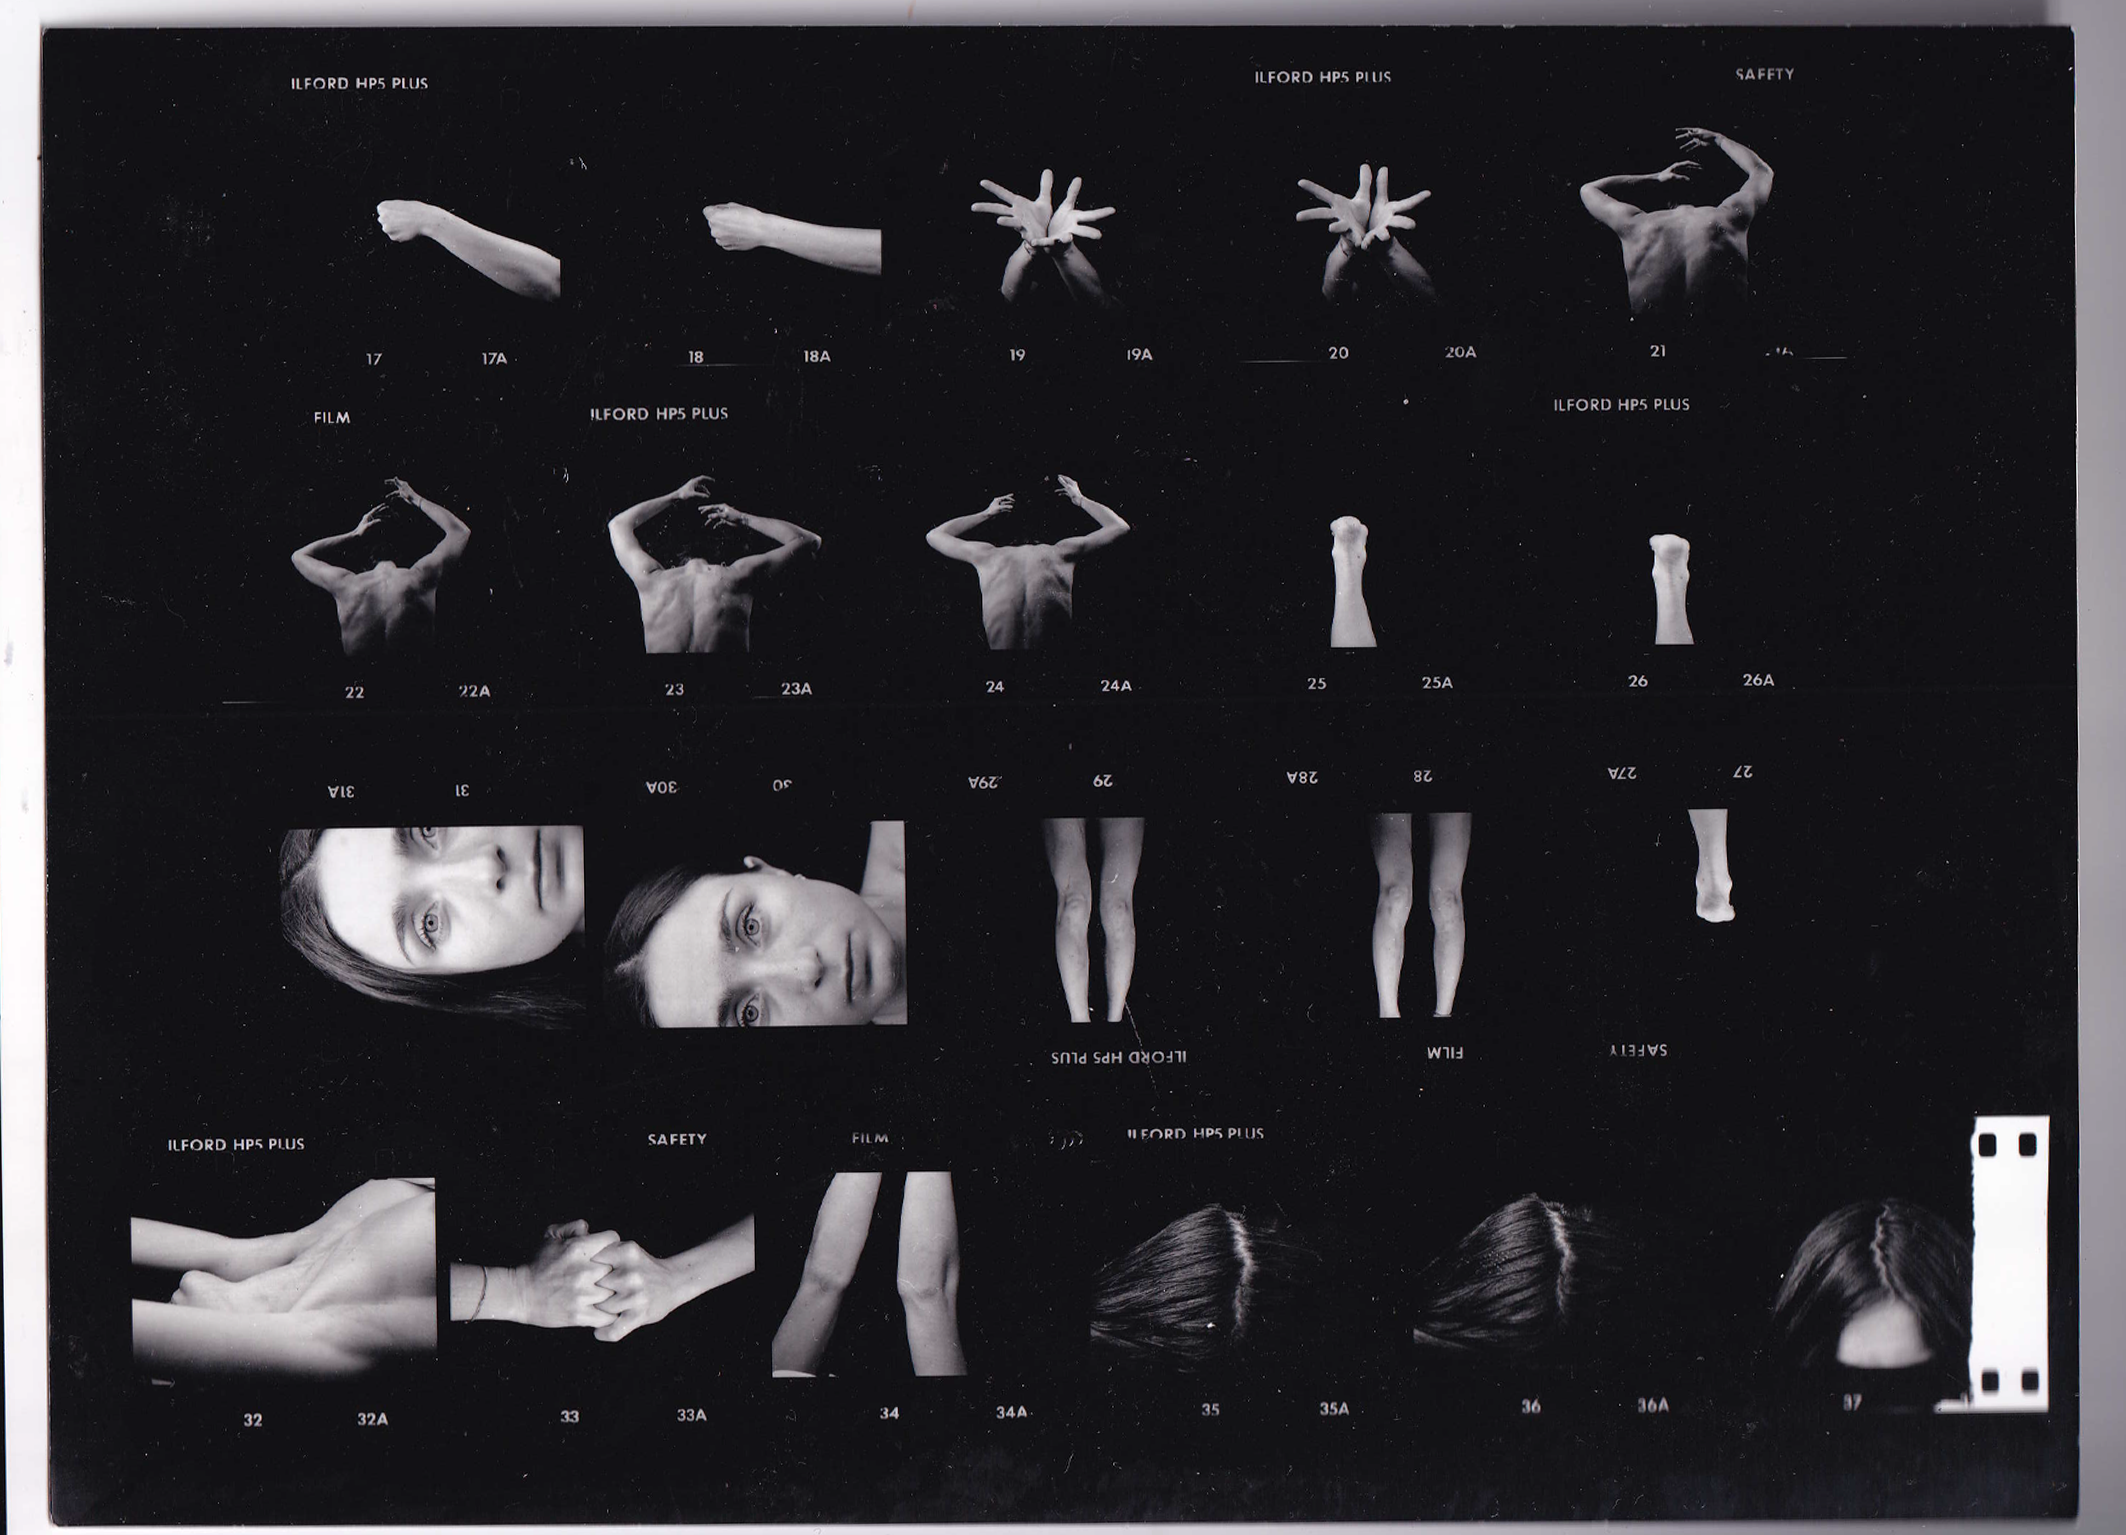 ILFORD HP5 PLUS ILFORD HP5 PLUS SAFETY
17 17A 18 18A 19 19A 20 20A 21
FILM ILFORD HP5 PLUS ILFORD HP5 PLUS
22 22A 23 23A 24 24A 25 25A 26 26A
27 27A 28 28A 29 29A 30 30A 31 31A
SAFETY FILM ILFORD HP5 PLUS
ILFORD HP5 PLUS SAFETY FILM ILFORD HP5 PLUS
32 32A 33 33A 34 34A 35 35A 36 36A 37